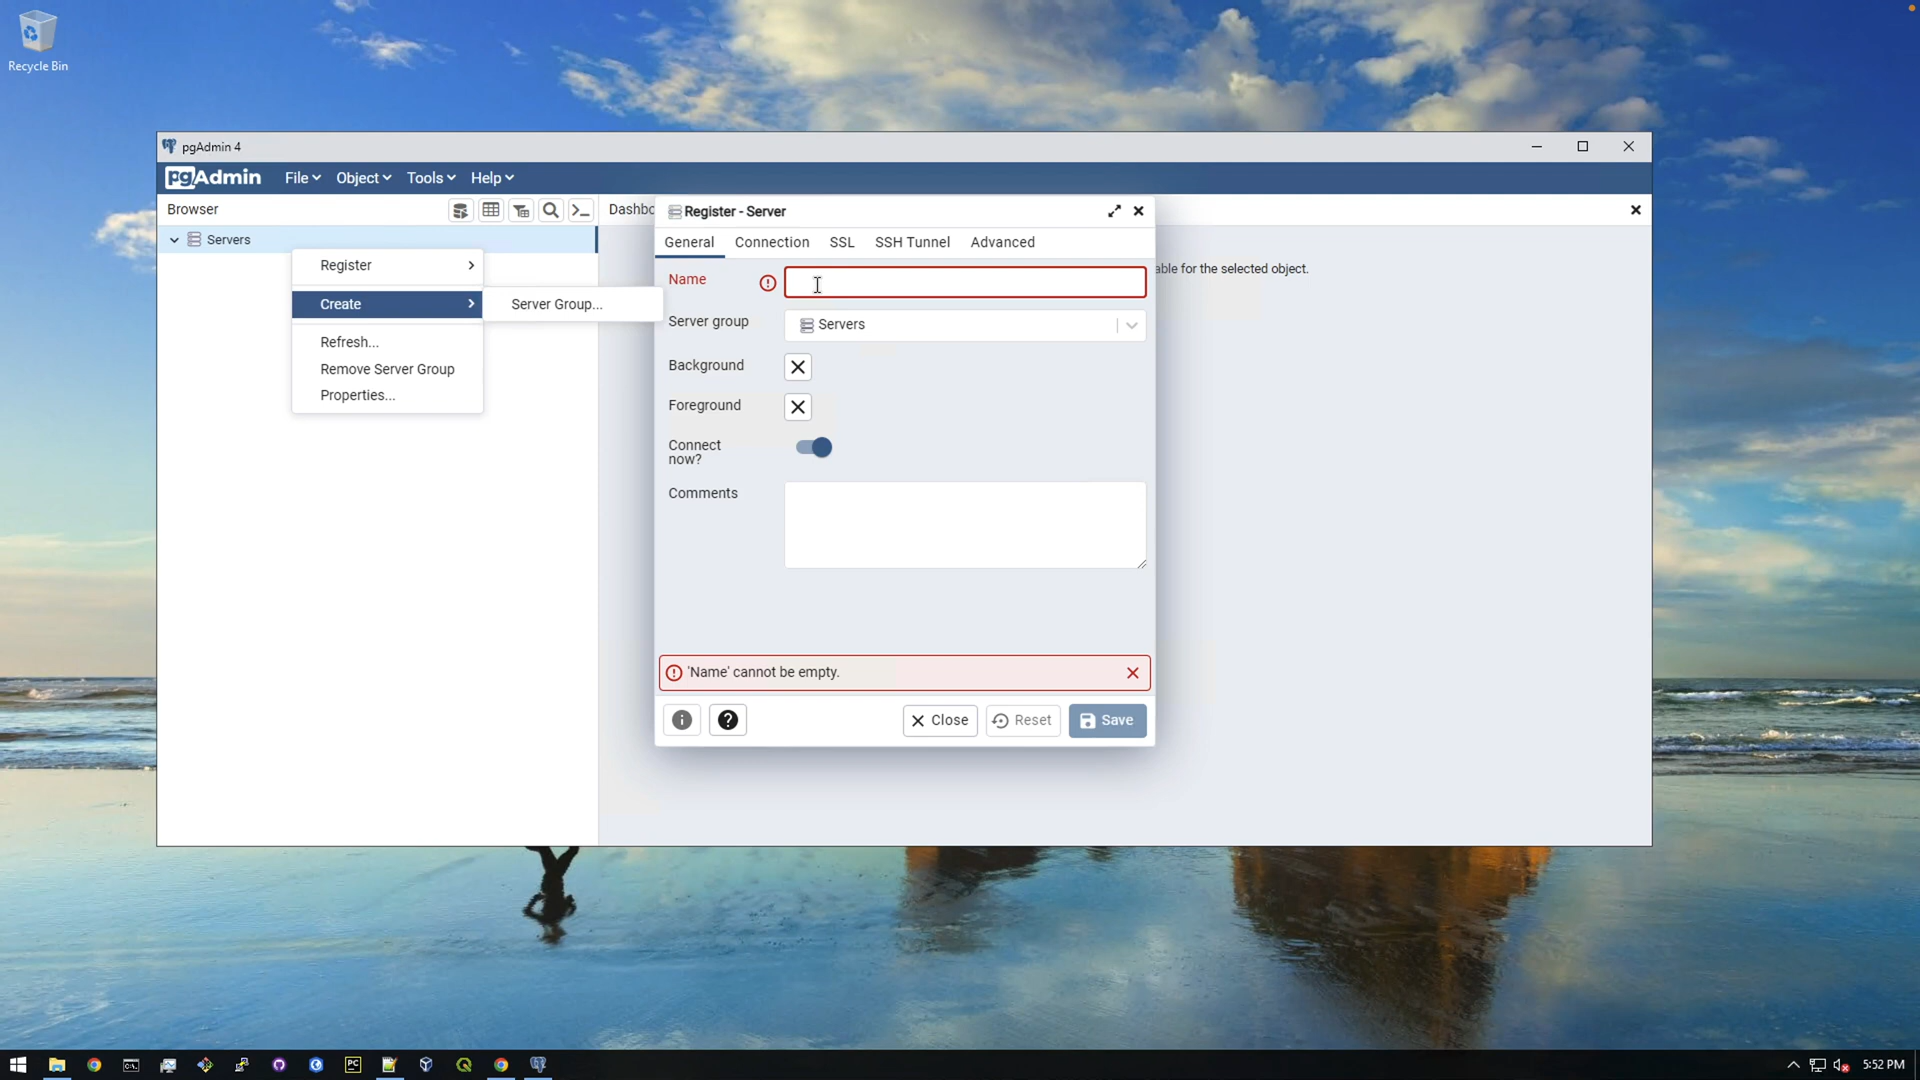 Recycle Bin
pgAdmin 4
pgAdmin
File
Object
Tools
Help
Browser
Dashbo
Servers
Register
Create
Server Group...
Refresh...
Remove Server Group
Properties...
Register - Server
General
Connection
SSL
SSH Tunnel
Advanced
Name
able for the selected object.
Server group
Servers
Background
Foreground
Connect
now?
Comments
'Name' cannot be empty.
Close
Reset
Save
PC
5:52 PM